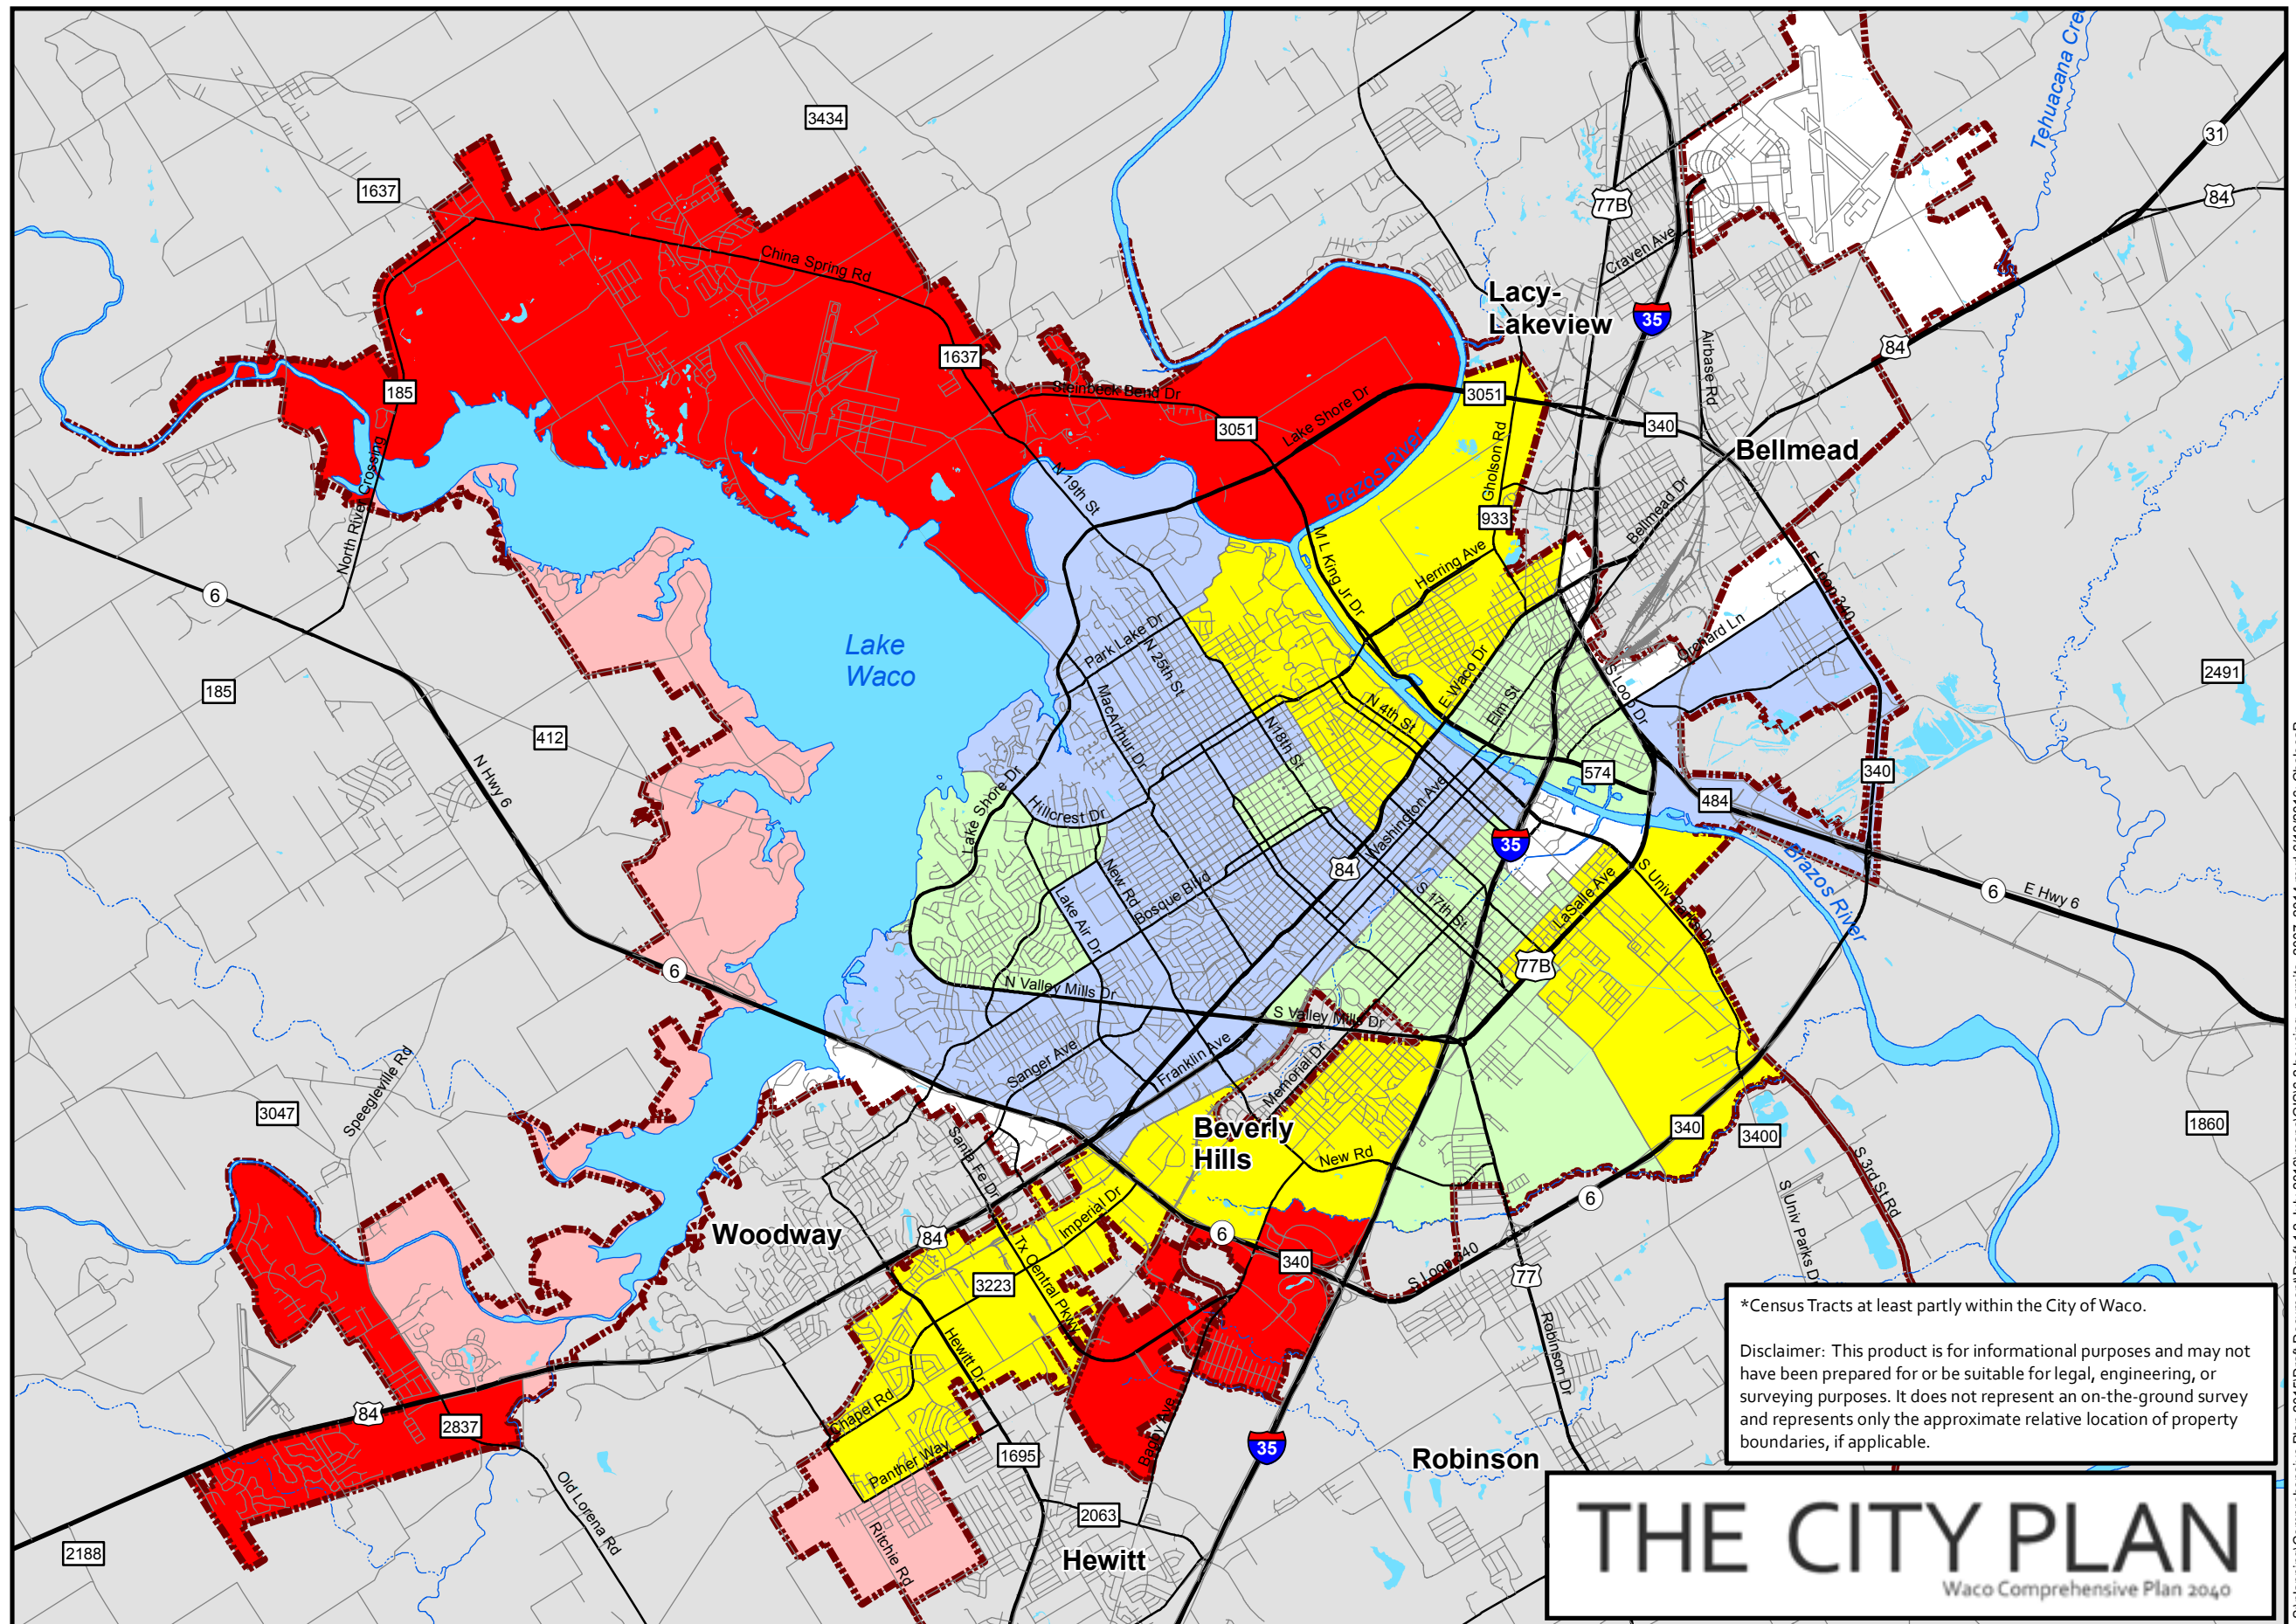 3434
1637
China Spring Rd
77B
Craven Ave
31
84
Lacy-
Lakeview
35
Airbase Rd
84
1637
185
Steinbeck Bend Dr
3051
Lake Shore Dr
3051
340
Bellmead
Brazos River
Gholson Rd
933
Bellmead Dr
North River Crossing
N 19th St
M L King Jr Dr
Herring Ave
E Loop 340
6
Lake
Waco
Park Lake Dr
N 25th St
MacArthur Dr
Orchard Ln
S Loop Dr
E Waco Dr
Elm St
N 4th St
N 18th St
185
412
2491
N Hwy 6
574
340
484
Lake Shore Dr
Hillcrest Dr
New Rd
Lake Air Dr
Bosque Blvd
Washington Ave
84
35
S 17th St
LaSalle Ave
S Univ Parks Dr
Brazos River
6
E Hwy 6
6
77B
N Valley Mills Dr
S Valley Mills Dr
Sanger Ave
Franklin Ave
Memorial Dr
Beverly
Hills
New Rd
3047
Speegleville Rd
340
3400
1860
S 3rd St Rd
S Univ Parks Dr
6
Santa Fe Dr
Woodway
84
Imperial Dr
6
340
S Loop 340
77
3223
Tx Central Pkwy
Hewitt Dr
Robinson Dr
84
2837
Chapel Rd
Panther Way
1695
Bagby Ave
35
Robinson
Old Lorena Rd
2063
Ritchie Rd
Hewitt
2188
*Census Tracts at least partly within the City of Waco.
Disclaimer: This product is for informational purposes and may not
have been prepared for or be suitable for legal, engineering, or
surveying purposes. It does not represent an on-the-ground survey
and represents only the approximate relative location of property
boundaries, if applicable.
THE CITY PLAN
Waco Comprehensive Plan 2040